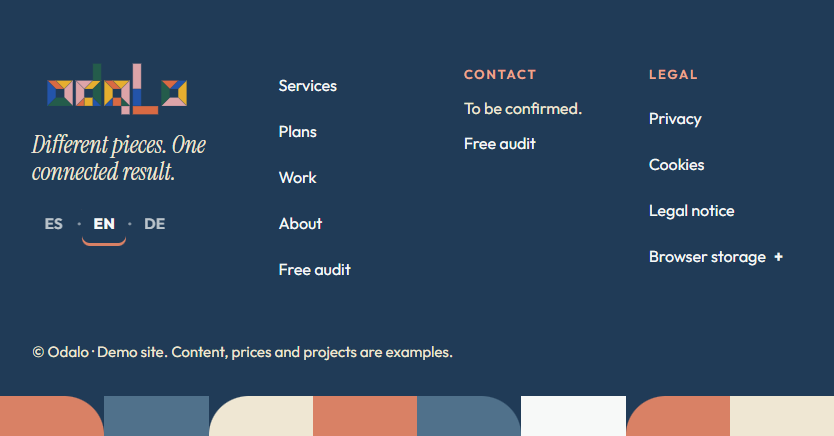 odalo
Different pieces. One
connected result.
ES · EN · DE
Services
Plans
Work
About
Free audit
CONTACT
To be confirmed.
Free audit
LEGAL
Privacy
Cookies
Legal notice
Browser storage +
© Odalo · Demo site. Content, prices and projects are examples.